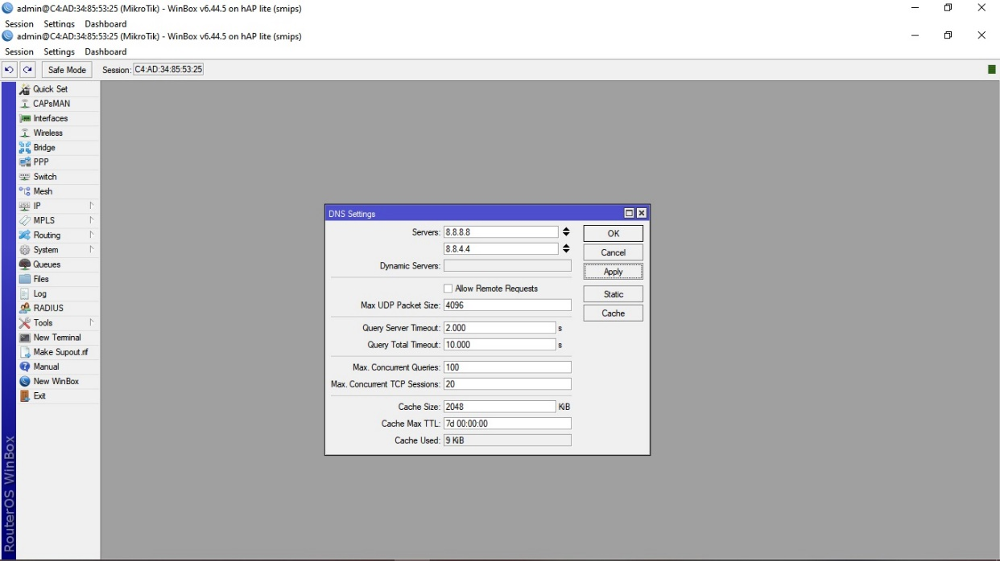 admin@C4:AD:34:85:53:25 (MikroTik) - WinBox v6.44.5 on hAP lite (smips)
Session Settings Dashboard
admin@C4:AD:34:85:53:25 (MikroTik) - WinBox v6.44.5 on hAP lite (smips)
Session Settings Dashboard
Safe Mode Session: C4:AD:34:85:53:25
Quick Set
CAPsMAN
Interfaces
Wireless
Bridge
PPP
Switch
Mesh
IP
MPLS
Routing
System
Queues
Files
Log
RADIUS
Tools
New Terminal
Make Supout.rif
Manual
New WinBox
Exit
RouterOS WinBox
DNS Settings
Servers: 8.8.8.8
8.8.4.4
Dynamic Servers:
Allow Remote Requests
Max UDP Packet Size: 4096
Query Server Timeout: 2.000 s
Query Total Timeout: 10.000 s
Max. Concurrent Queries: 100
Max. Concurrent TCP Sessions: 20
Cache Size: 2048 KiB
Cache Max TTL: 7d 00:00:00
Cache Used: 9 KiB
OK
Cancel
Apply
Static
Cache